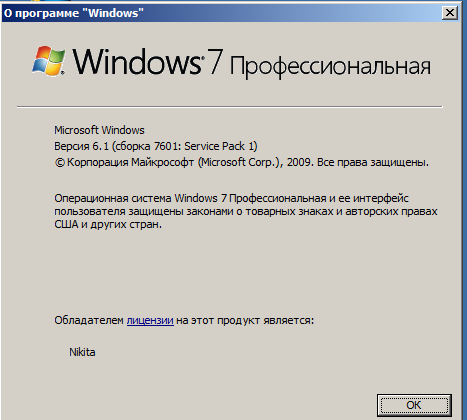 О программе "Windows"
Windows 7 Профессиональная
Microsoft Windows
Версия 6.1 (сборка 7601: Service Pack 1)
© Корпорация Майкрософт (Microsoft Corp.), 2009. Все права защищены.
Операционная система Windows 7 Профессиональная и ее интерфейс
пользователя защищены законами о товарных знаках и авторских правах
США и других стран.
Обладателем лицензии на этот продукт является:
Nikita
ОК